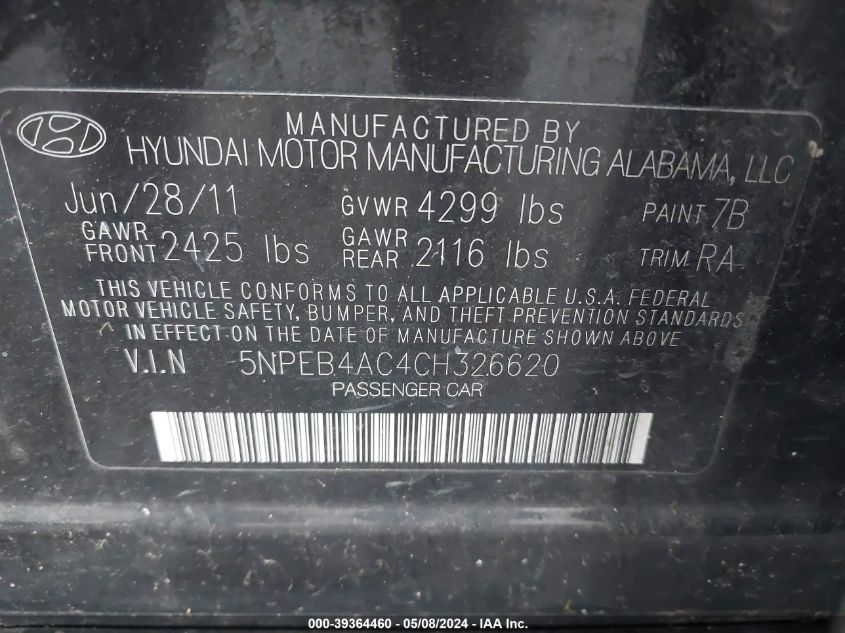 MANUFACTURED BY
HYUNDAI MOTOR MANUFACTURING ALABAMA, LLC
Jun/28/11 GVWR 4299 lbs PAINT 7B
GAWR FRONT 2425 lbs GAWR REAR 2116 lbs TRIM RA
THIS VEHICLE CONFORMS TO ALL APPLICABLE U.S.A. FEDERAL
MOTOR VEHICLE SAFETY, BUMPER, AND THEFT PREVENTION STANDARDS
IN EFFECT ON THE DATE OF MANUFACTURE SHOWN ABOVE
V.I.N 5NPEB4AC4CH326620
PASSENGER CAR
000-39364460 - 05/08/2024 - IAA Inc.